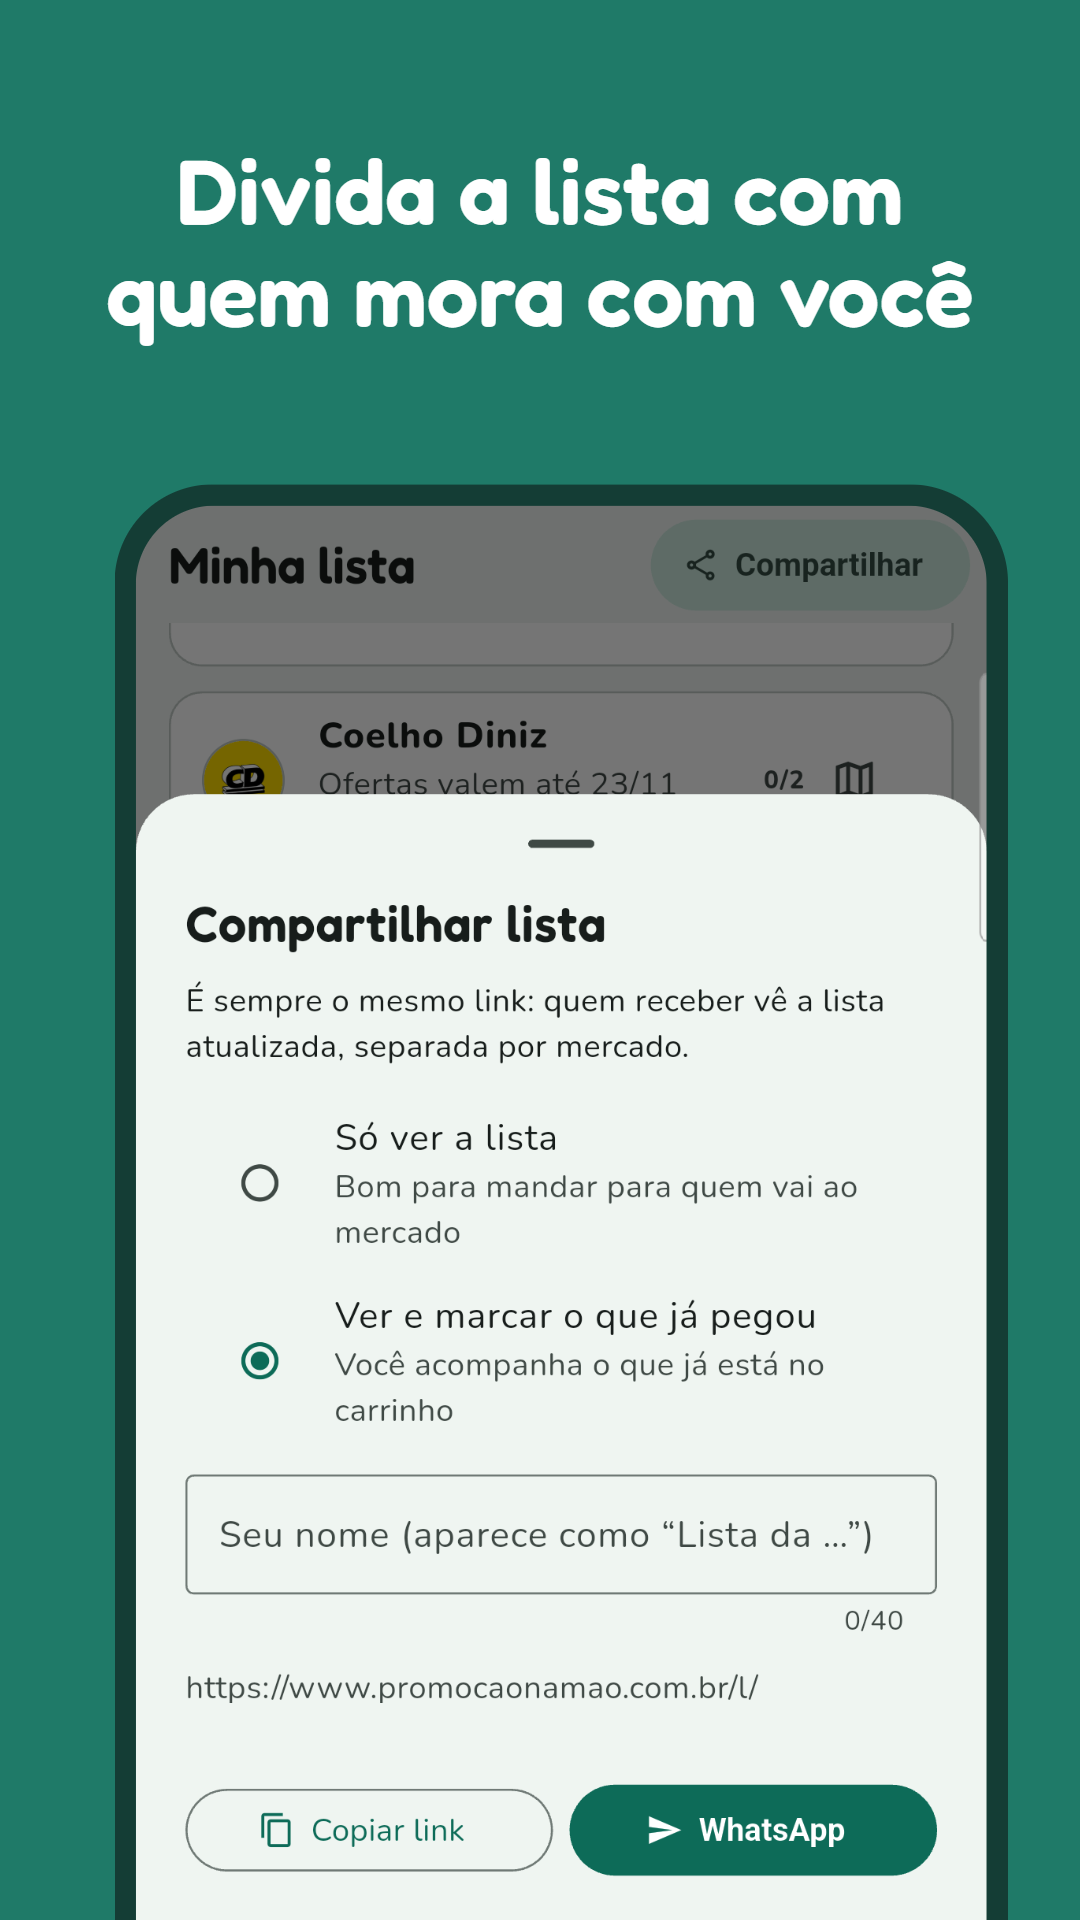 Divida a lista com
quem mora com você
Minha lista
Compartilhar
Coelho Diniz
CD
Ofertas valem até 23/11
0/2
Compartilhar lista
É sempre o mesmo link: quem receber vê a lista
atualizada, separada por mercado.
Só ver a lista
Bom para mandar para quem vai ao
mercado
Ver e marcar o que já pegou
Você acompanha o que já está no
carrinho
Seu nome (aparece como “Lista da ...”)
0/40
https://www.promocaonamao.com.br/l/
Copiar link
WhatsApp